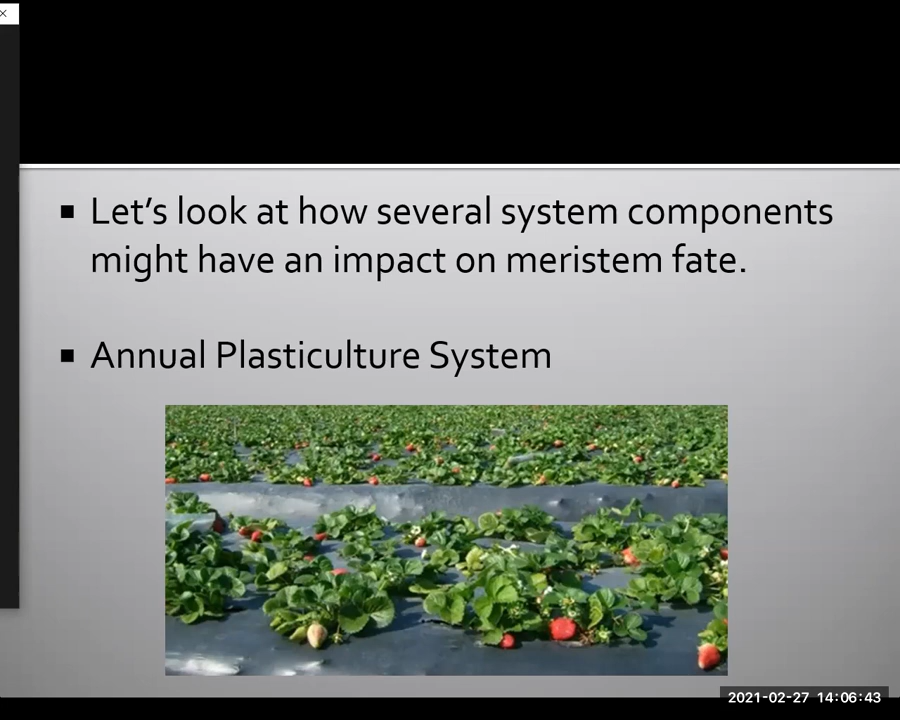 Let's look at how several system components
might have an impact on meristem fate.
Annual Plasticulture System
2021-02-27 14:06:43